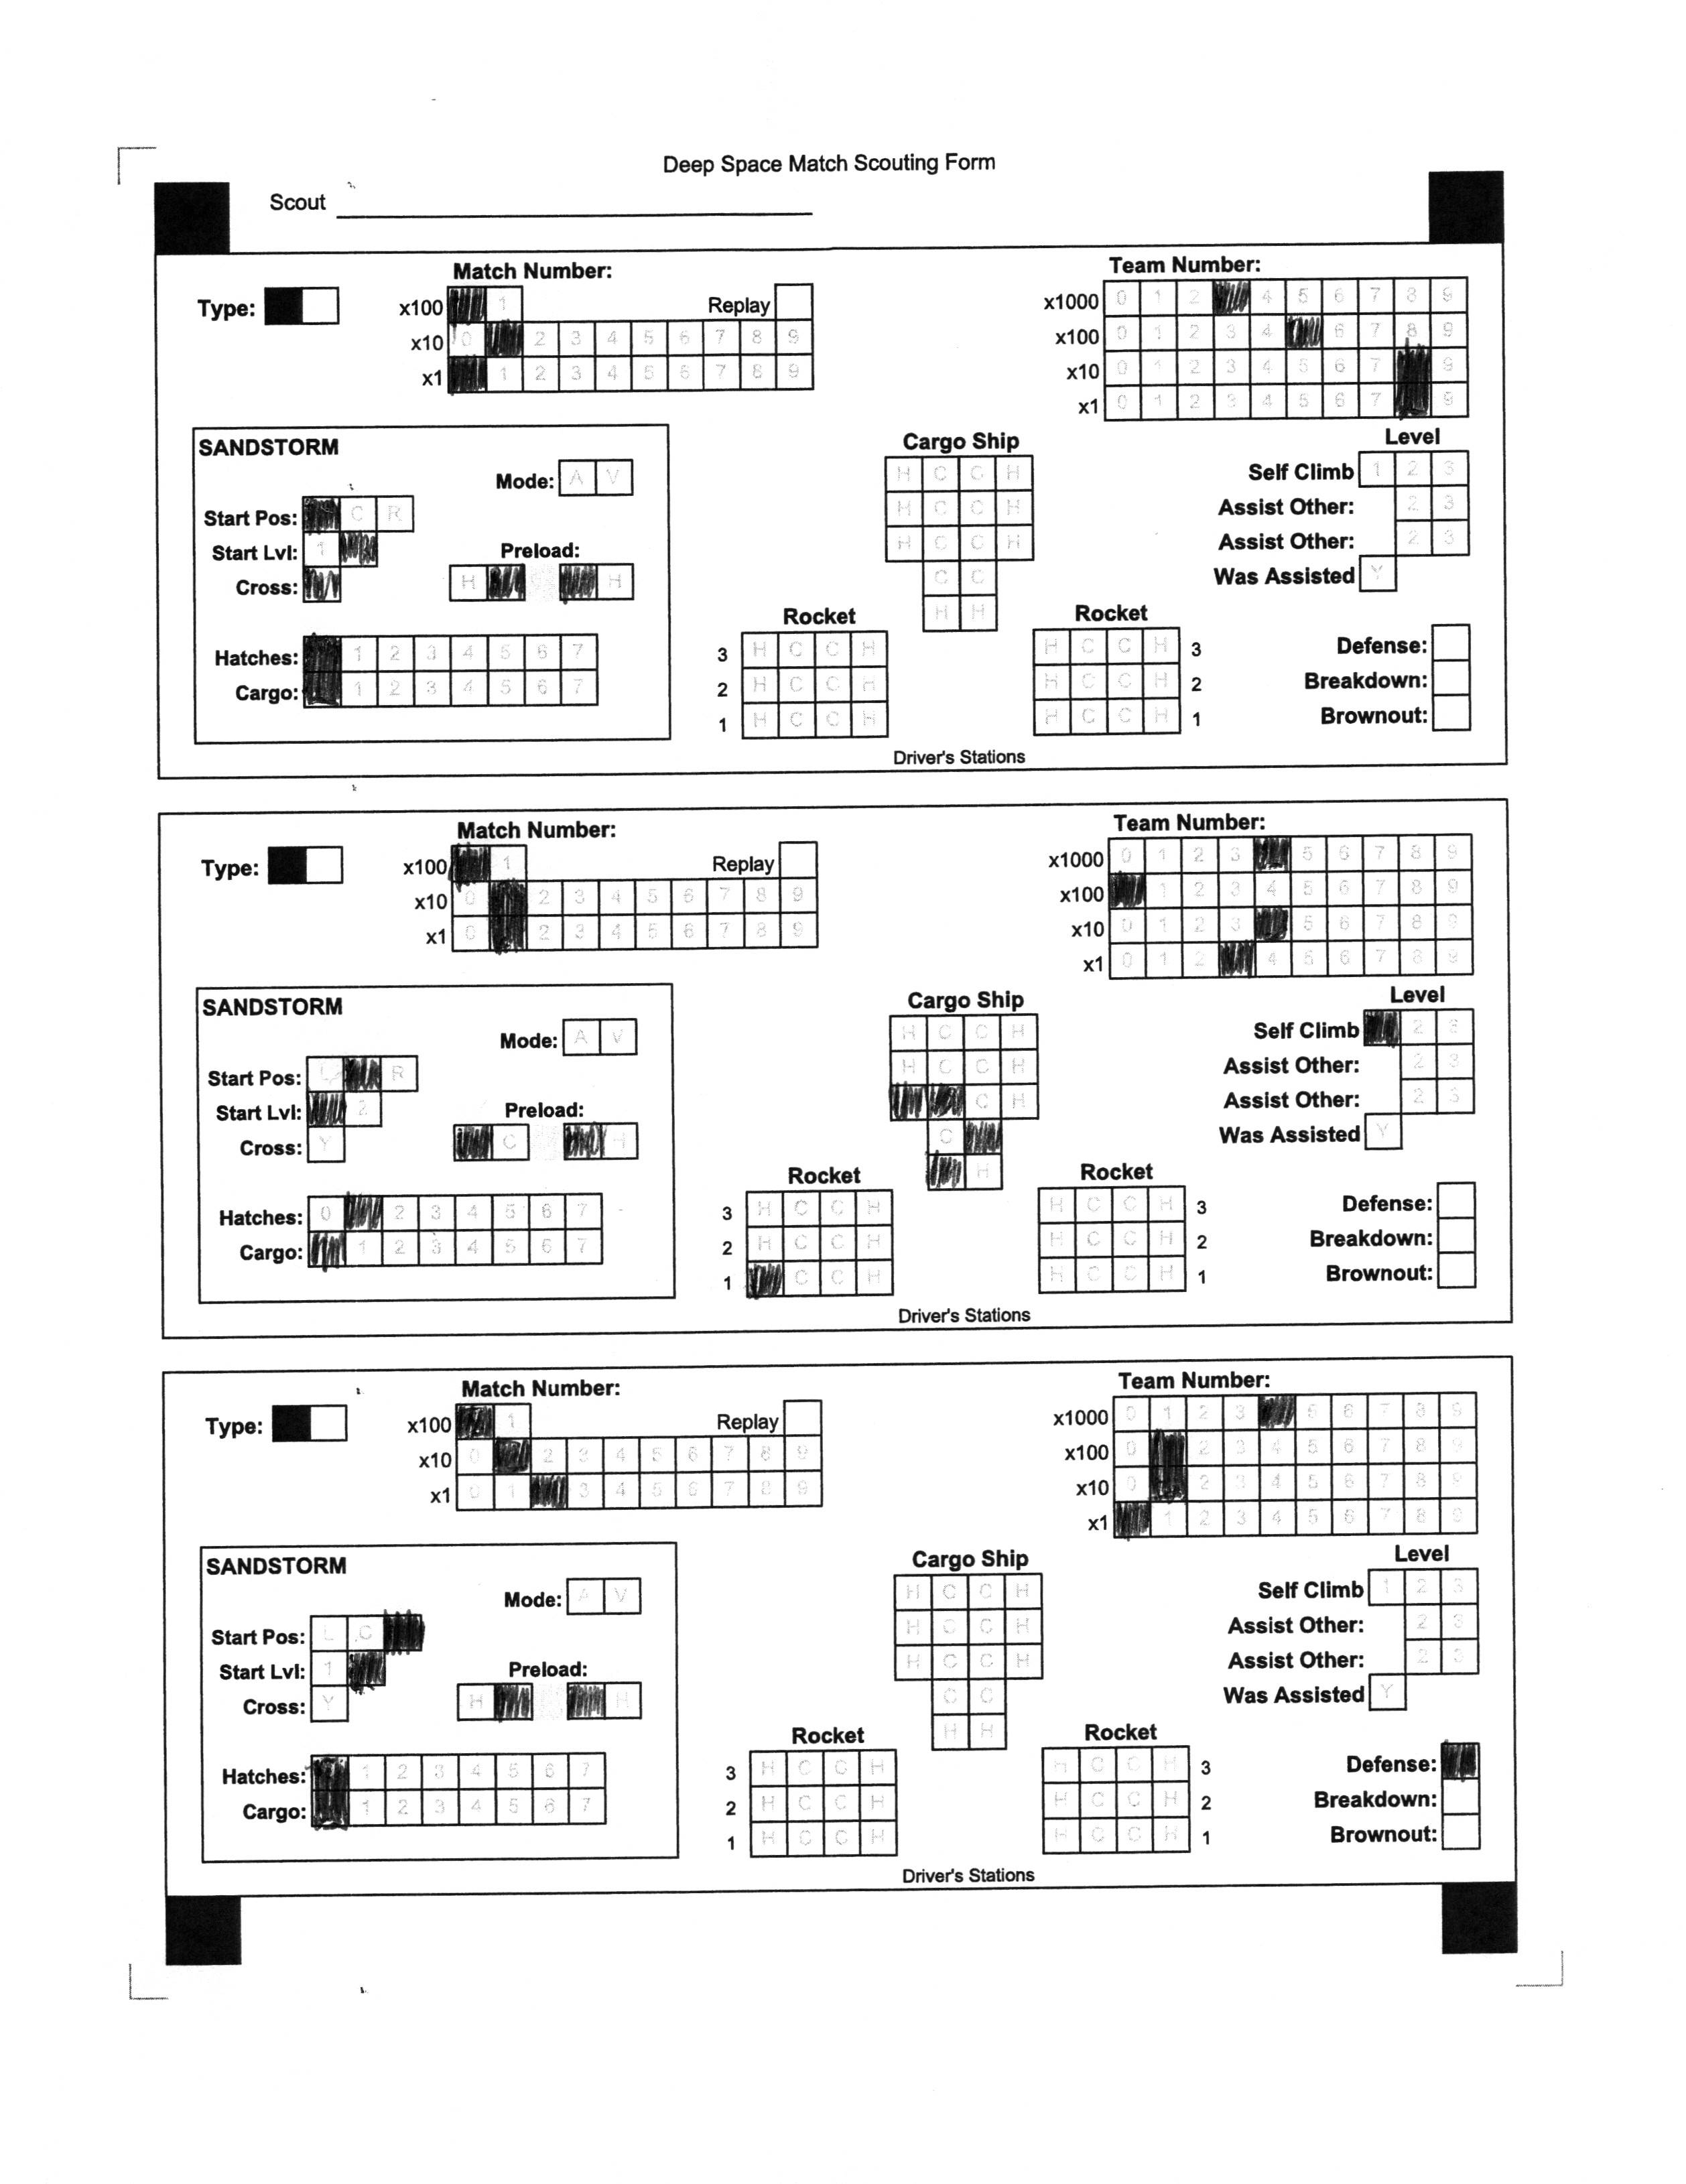 Deep Space Match Scouting Form
Scout
Match Number:
Team Number:
Type:
x100 1
Replay
x10 0 2 3 4 5 6 7 8 9
x1 1 2 3 4 5 6 7 8 9
x1000 0 1 2 4 5 6 7 8 9
x100 0 1 2 3 4 6 7 8 9
x10 0 1 2 3 4 5 6 7 9
x1 0 1 2 3 4 5 6 7 9
SANDSTORM
Mode: A V
Start Pos: C R
Start Lvl: 1
Cross:
Preload:
H H
Hatches: 1 2 3 4 5 6 7
Cargo: 1 2 3 4 5 6 7
Cargo Ship
H C C H
H C C H
H C C H
C C
H H
Level
Self Climb 1 2 3
Assist Other: 2 3
Assist Other: 2 3
Was Assisted Y
Rocket
3 H C C H
2 H C C H
1 H C C H
Rocket
H C C H 3
H C C H 2
H C C H 1
Defense:
Breakdown:
Brownout:
Driver's Stations
Match Number:
Team Number:
Type:
x100 1
Replay
x10 0 2 3 4 5 6 7 8 9
x1 0 2 3 4 5 6 7 8 9
x1000 0 1 2 3 5 6 7 8 9
x100 1 2 3 4 5 6 7 8 9
x10 0 1 2 3 5 6 7 8 9
x1 0 1 2 4 5 6 7 8 9
SANDSTORM
Mode: A V
Start Pos: L R
Start Lvl: 2
Cross: Y
Preload:
C H
Hatches: 0 2 3 4 5 6 7
Cargo: 1 2 3 4 5 6 7
Cargo Ship
H C C H
H C C H
C H
C
H
Level
Self Climb 2 3
Assist Other: 2 3
Assist Other: 2 3
Was Assisted Y
Rocket
3 H C C H
2 H C C H
1 C C H
Rocket
H C C H 3
H C C H 2
H C C H 1
Defense:
Breakdown:
Brownout:
Driver's Stations
Match Number:
Team Number:
Type:
x100 1
Replay
x10 0 2 3 4 5 6 7 8 9
x1 0 1 3 4 5 6 7 8 9
x1000 0 1 2 3 5 6 7 8 9
x100 0 2 3 4 5 6 7 8 9
x10 0 2 3 4 5 6 7 8 9
x1 1 2 3 4 5 6 7 8 9
SANDSTORM
Mode: A V
Start Pos: L C
Start Lvl: 1
Cross: Y
Preload:
H H
Hatches: 1 2 3 4 5 6 7
Cargo: 1 2 3 4 5 6 7
Cargo Ship
H C C H
H C C H
H C C H
C C
H H
Level
Self Climb 1 2 3
Assist Other: 2 3
Assist Other: 2 3
Was Assisted Y
Rocket
3 H C C H
2 H C C H
1 H C C H
Rocket
H C C H 3
H C C H 2
H C C H 1
Defense:
Breakdown:
Brownout:
Driver's Stations